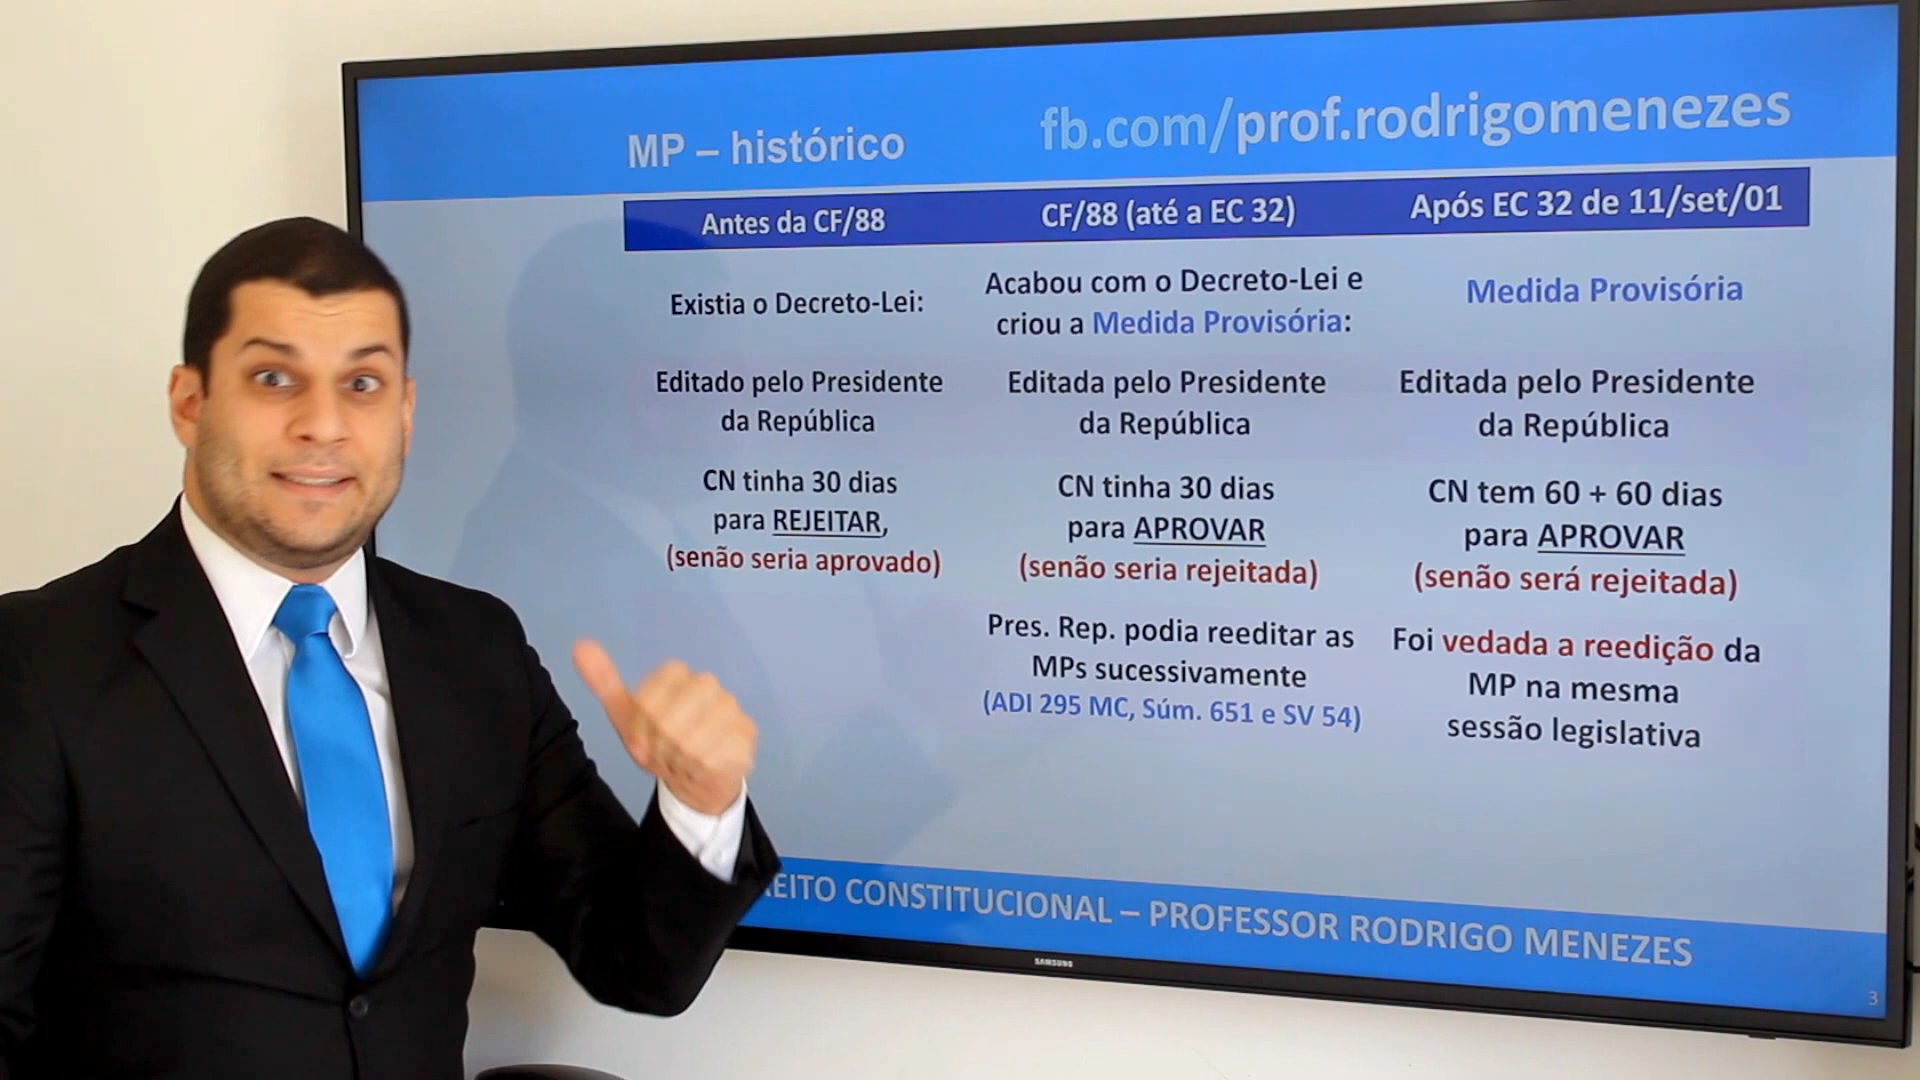 MP – histórico
fb.com/prof.rodrigomenezes
Antes da CF/88
CF/88 (até a EC 32)
Após EC 32 de 11/set/01
Existia o Decreto-Lei:
Acabou com o Decreto-Lei e
criou a Medida Provisória:
Medida Provisória
Editado pelo Presidente
da República
Editada pelo Presidente
da República
Editada pelo Presidente
da República
CN tinha 30 dias
para REJEITAR,
(senão seria aprovado)
CN tinha 30 dias
para APROVAR
(senão seria rejeitada)
CN tem 60 + 60 dias
para APROVAR
(senão será rejeitada)
Pres. Rep. podia reeditar as
MPs sucessivamente
(ADI 295 MC, Súm. 651 e SV 54)
Foi vedada a reedição da
MP na mesma
sessão legislativa
EITO CONSTITUCIONAL – PROFESSOR RODRIGO MENEZES
SAMSUNG
3